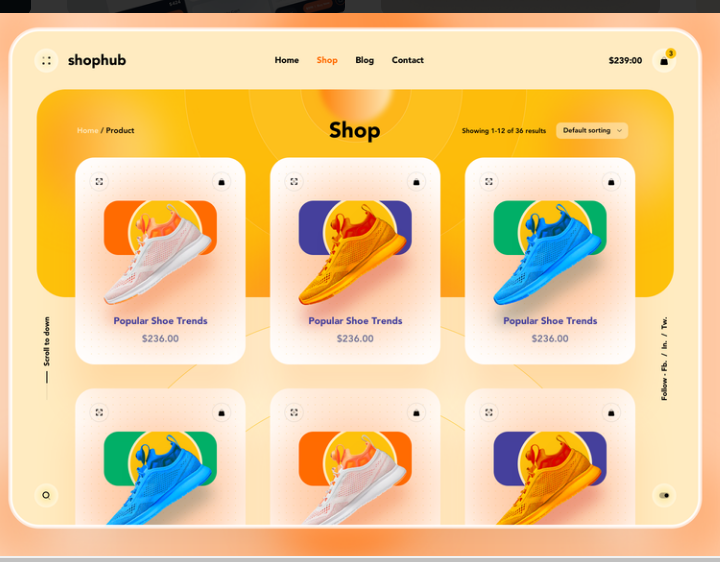 SALE
shophub
Home Shop Blog Contact
$239:00
3
Home / Product
Shop
Showing 1-12 of 36 results
Default sorting
Popular Shoe Trends
$236.00
Popular Shoe Trends
$236.00
Popular Shoe Trends
$236.00
Scroll to down
Follow - Fb. / In. / Tw.